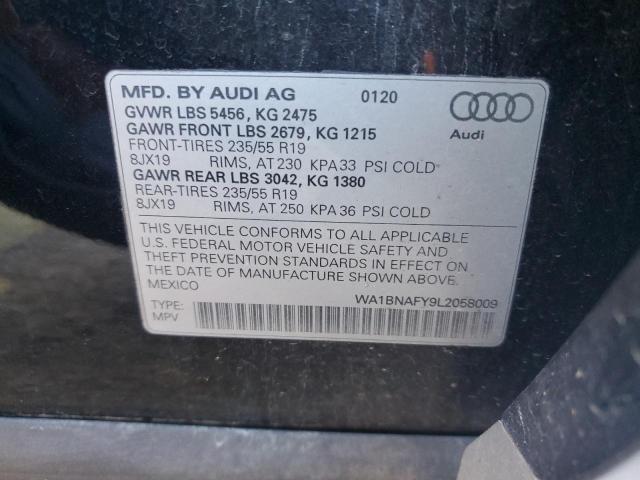 MFD. BY AUDI AG 0120
GVWR LBS 5456, KG 2475
GAWR FRONT LBS 2679, KG 1215
FRONT-TIRES 235/55 R19
8JX19 RIMS, AT 230 KPA33 PSI COLD
GAWR REAR LBS 3042, KG 1380
REAR-TIRES 235/55 R19
8JX19 RIMS, AT 250 KPA 36 PSI COLD
Audi
THIS VEHICLE CONFORMS TO ALL APPLICABLE
U.S. FEDERAL MOTOR VEHICLE SAFETY AND
THEFT PREVENTION STANDARDS IN EFFECT ON
THE DATE OF MANUFACTURE SHOWN ABOVE.
MEXICO
WA1BNAFY9L2058009
TYPE:
MPV